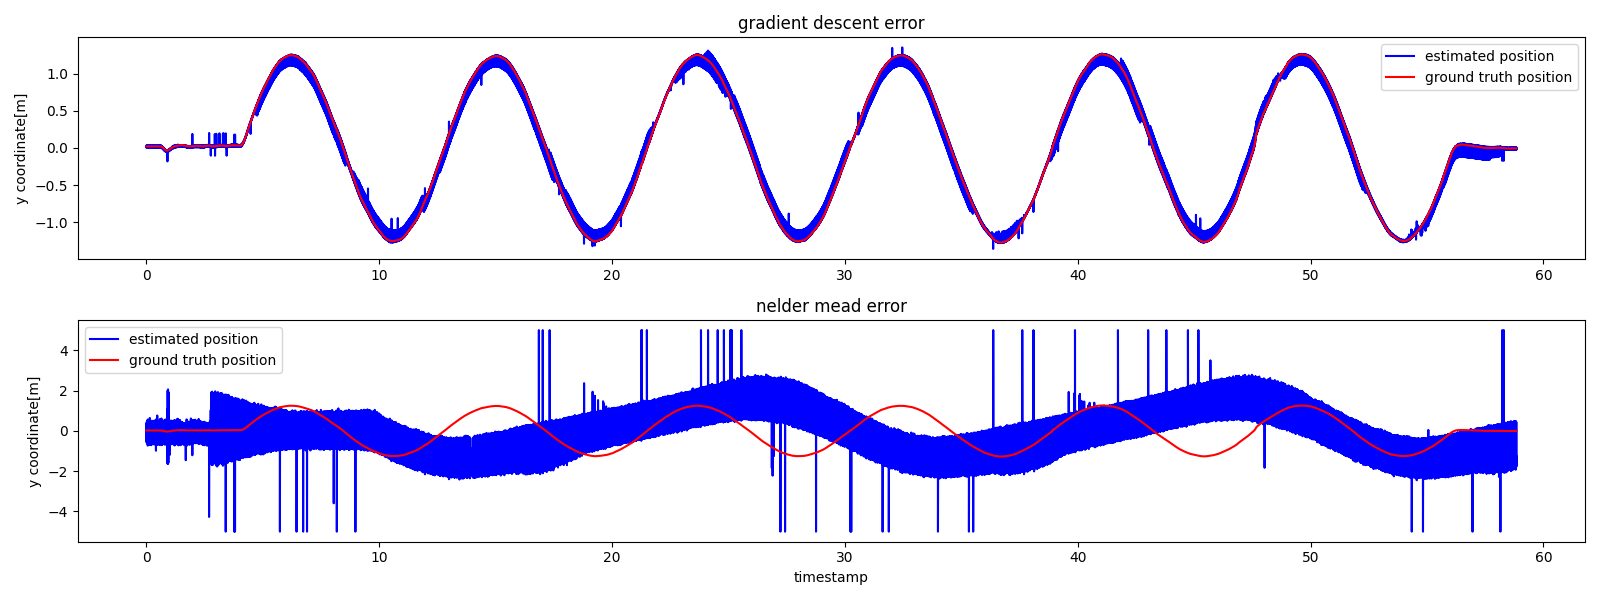 gradient descent error
estimated position
ground truth position
y coordinate[m]
1.0
0.5
0.0
−0.5
−1.0
0 10 20 30 40 50 60
nelder mead error
estimated position
ground truth position
y coordinate[m]
4
2
0
−2
−4
0 10 20 30 40 50 60
timestamp